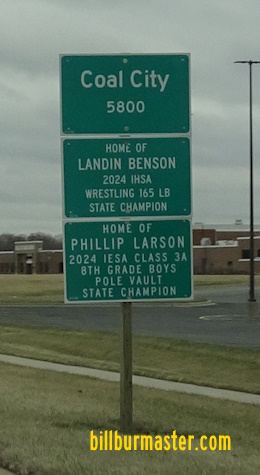 Coal City
5800
HOME OF
LANDIN BENSON
2024 IHSA
WRESTLING 165 LB
STATE CHAMPION
HOME OF
PHILLIP LARSON
2024 IESA CLASS 3A
8TH GRADE BOYS
POLE VAULT
STATE CHAMPION
billburmaster.com